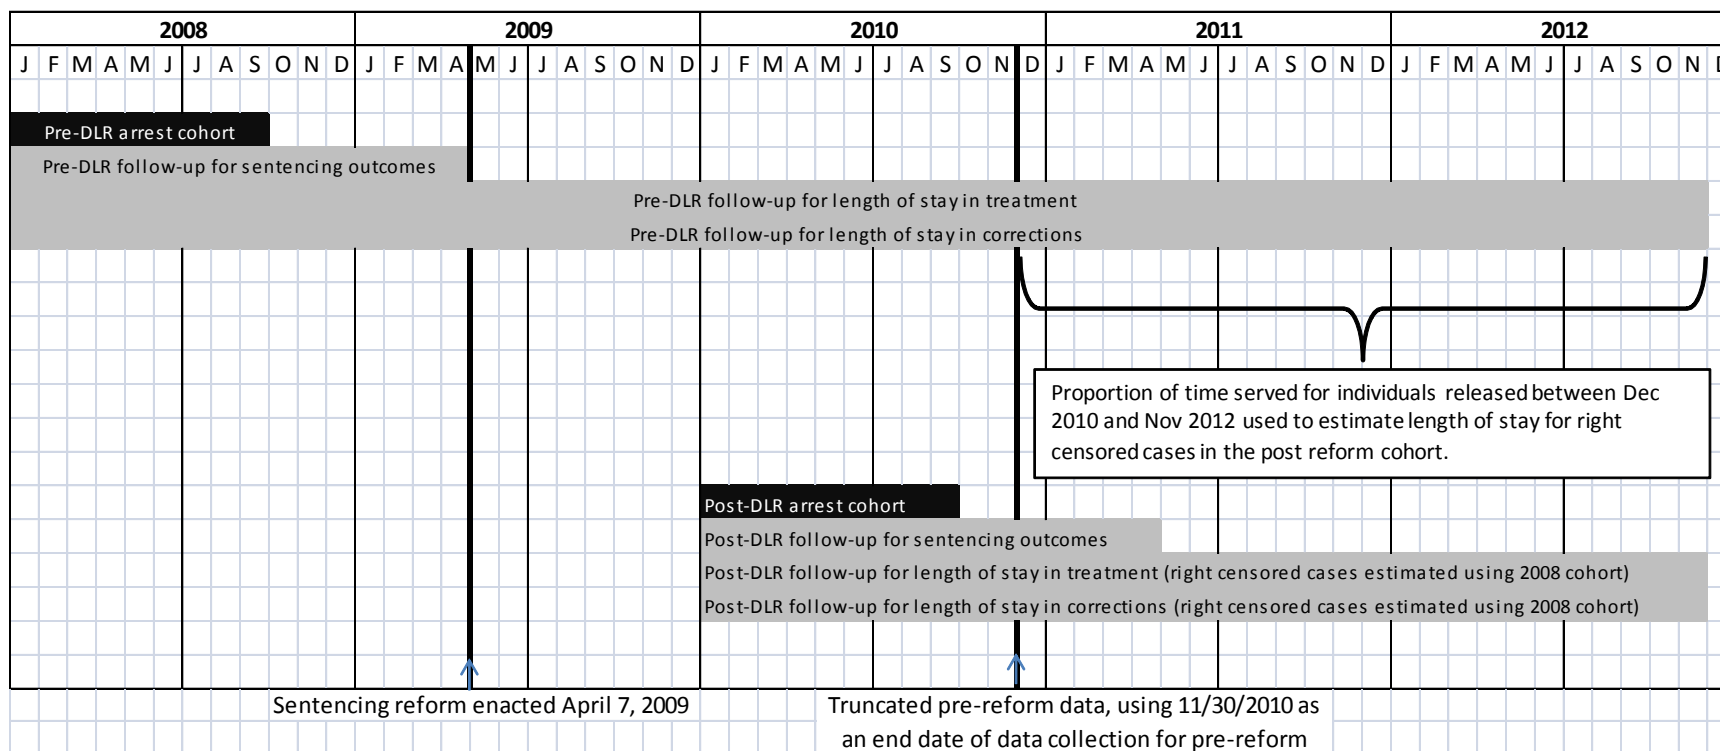 2008 2009 2010 2011 2012
J F M A M J J A S O N D J F M A M J J A S O N D J F M A M J J A S O N D J F M A M J J A S O N D J F M A M J J A S O N D
Pre-DLR arrest cohort
Pre-DLR follow-up for sentencing outcomes
Pre-DLR follow-up for length of stay in treatment
Pre-DLR follow-up for length of stay in corrections
Proportion of time served for individuals released between Dec
2010 and Nov 2012 used to estimate length of stay for right
censored cases in the post reform cohort.
Post-DLR arrest cohort
Post-DLR follow-up for sentencing outcomes
Post-DLR follow-up for length of stay in treatment (right censored cases estimated using 2008 cohort)
Post-DLR follow-up for length of stay in corrections (right censored cases estimated using 2008 cohort)
Sentencing reform enacted April 7, 2009
Truncated pre-reform data, using 11/30/2010 as
an end date of data collection for pre-reform